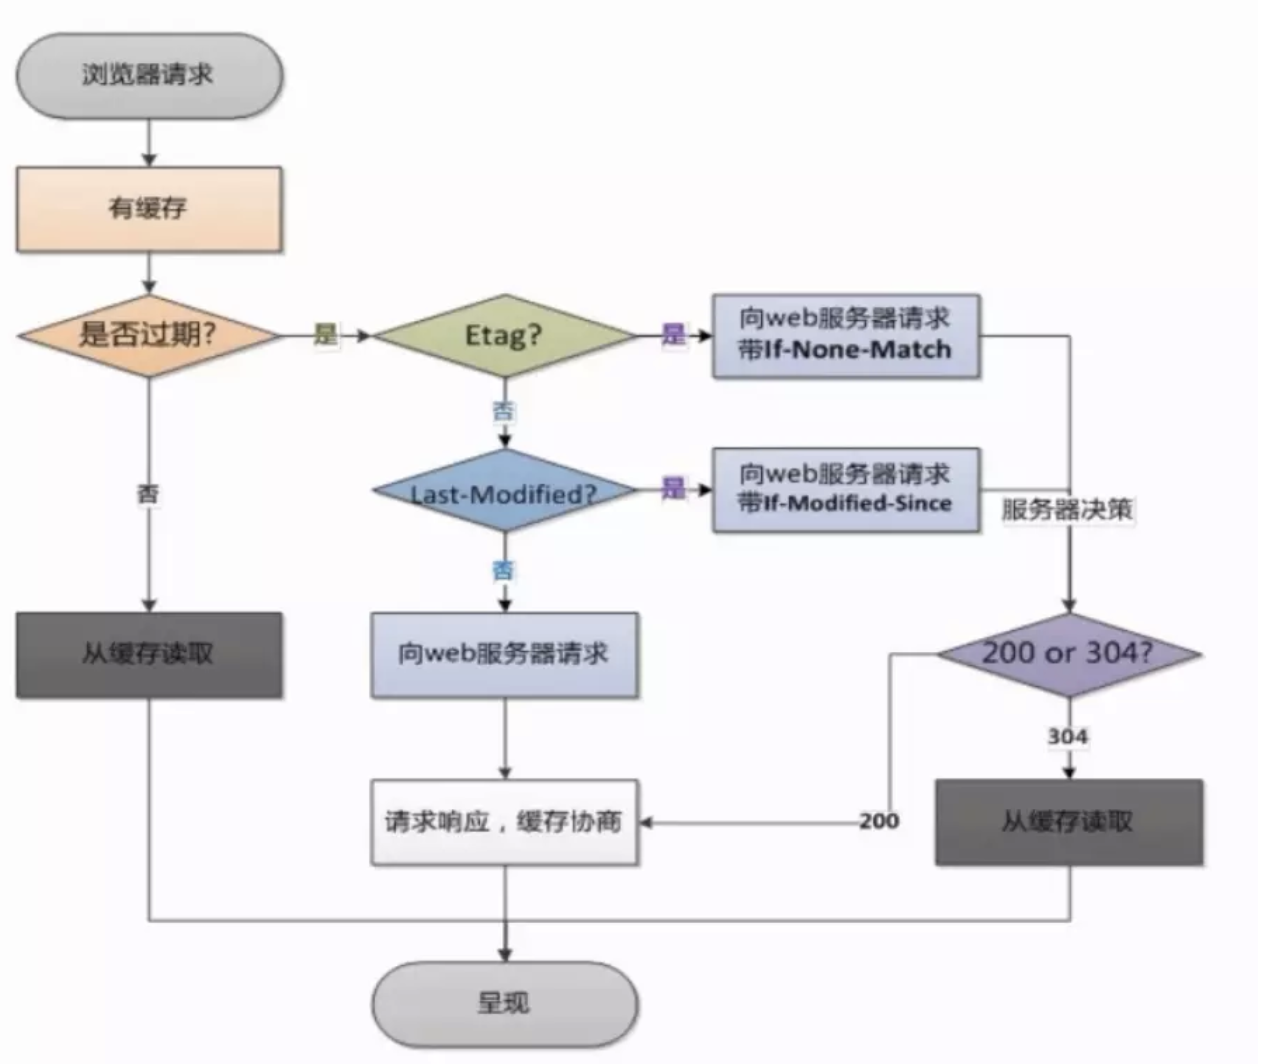 浏览器请求
有缓存
是否过期?
是
Etag?
是
向web服务器请求
带If-None-Match
否
否
Last-Modified?
是
向web服务器请求
带If-Modified-Since
服务器决策
否
从缓存读取
向web服务器请求
200 or 304?
304
请求响应，缓存协商
200
从缓存读取
呈现